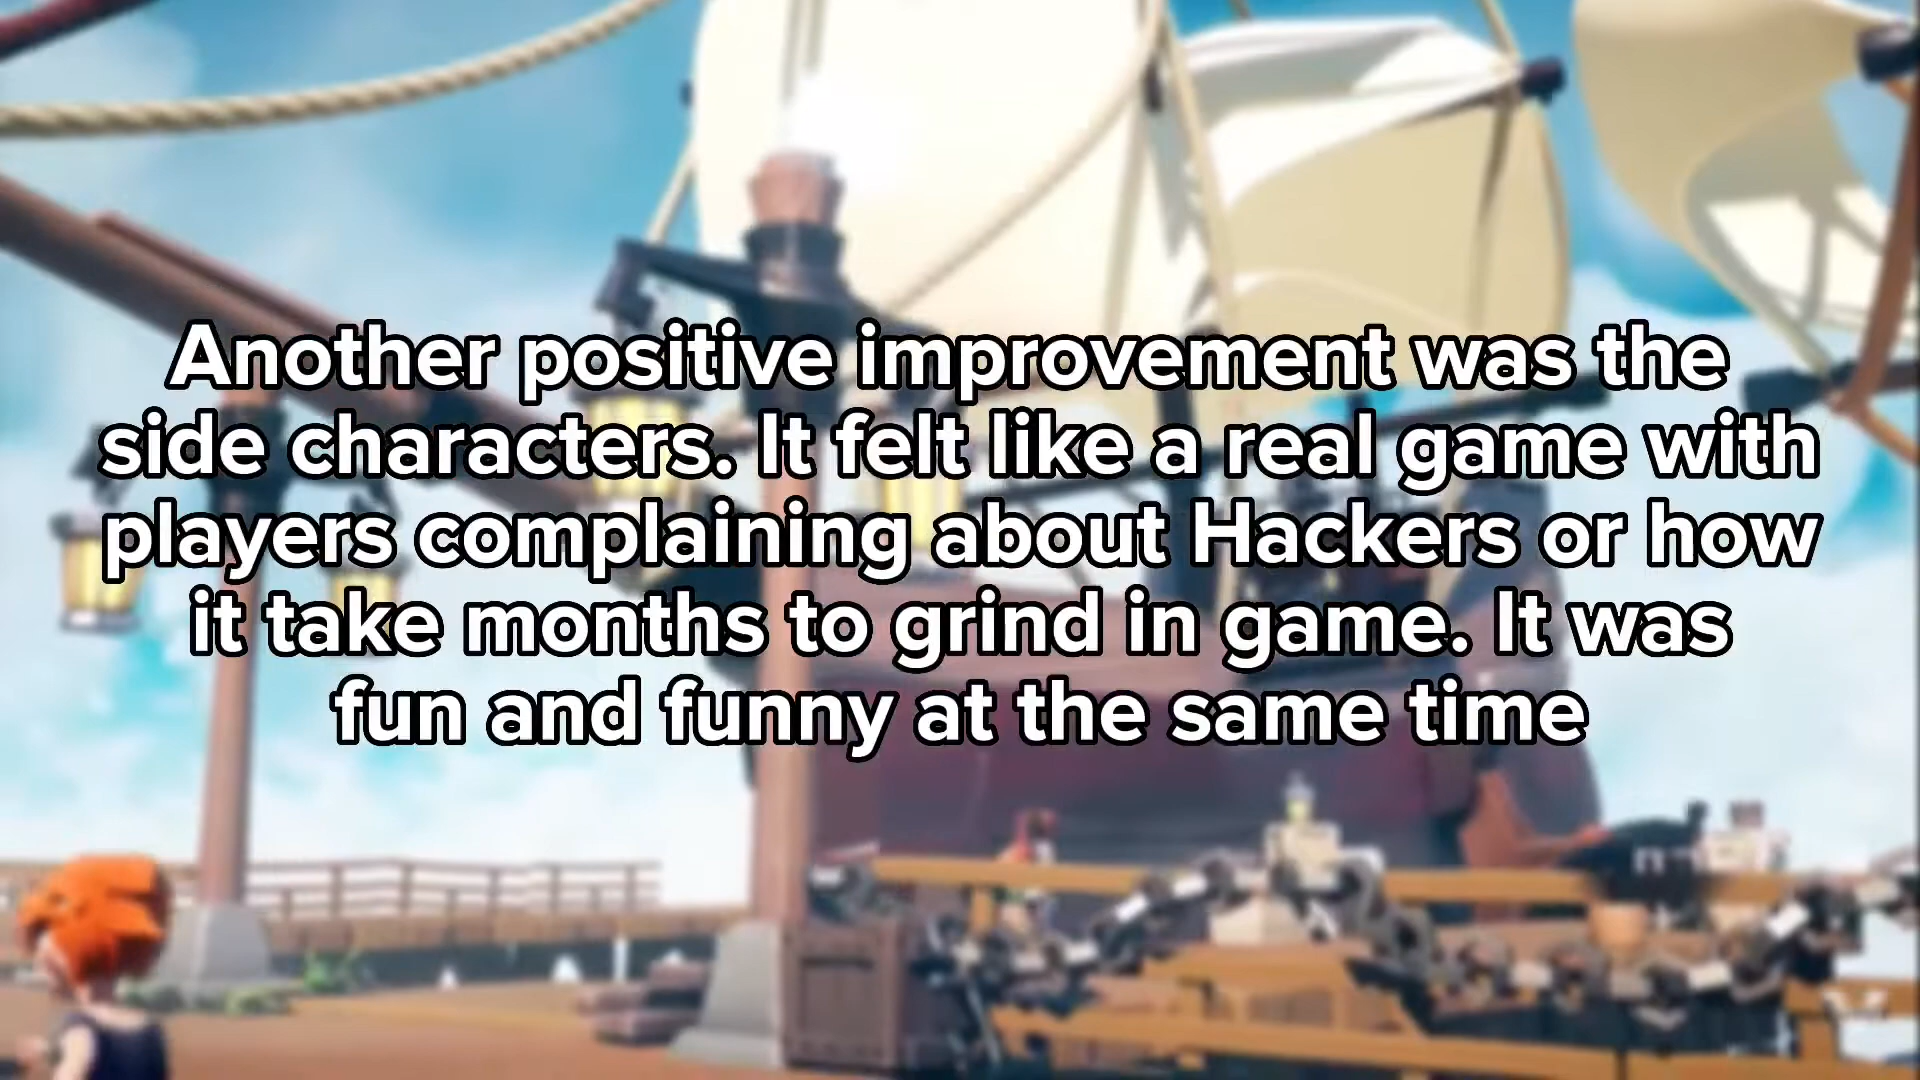 Another positive improvement was the
side characters. It felt like a real game with
players complaining about Hackers or how
it take months to grind in game. It was
fun and funny at the same time